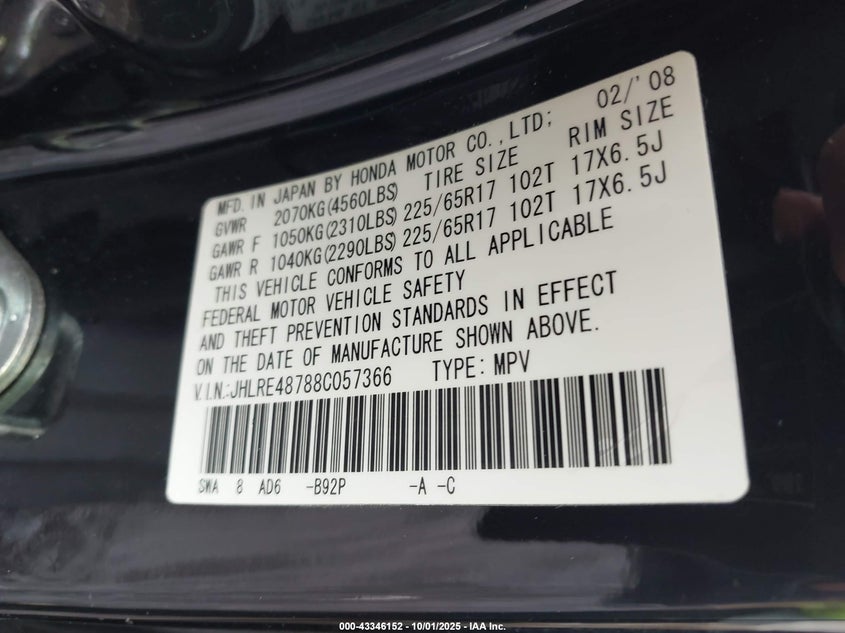 MFD. IN JAPAN BY HONDA MOTOR CO., LTD; 02/'08
GVWR 2070KG(4560LBS) TIRE SIZE RIM SIZE
GAWR F 1050KG(2310LBS) 225/65R17 102T 17X6.5J
GAWR R 1040KG(2290LBS) 225/65R17 102T 17X6.5J
THIS VEHICLE CONFORMS TO ALL APPLICABLE
FEDERAL MOTOR VEHICLE SAFETY
AND THEFT PREVENTION STANDARDS IN EFFECT
ON THE DATE OF MANUFACTURE SHOWN ABOVE.
V.I.N.:JHLRE48788C057366 TYPE: MPV
SWA 8 AD6 -B92P -A -C
000-43346152 - 10/01/2025 - IAA Inc.